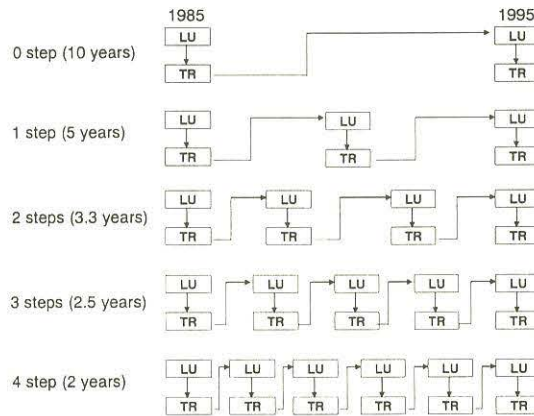 1985 1995
LU LU
0 step (10 years)
TR TR
LU LU LU
1 step (5 years)
TR TR TR
LU LU LU LU
2 steps (3.3 years)
TR TR TR TR
LU LU LU LU LU
3 steps (2.5 years)
TR TR TR TR TR
LU LU LU LU LU LU
4 step (2 years)
TR TR TR TR TR TR